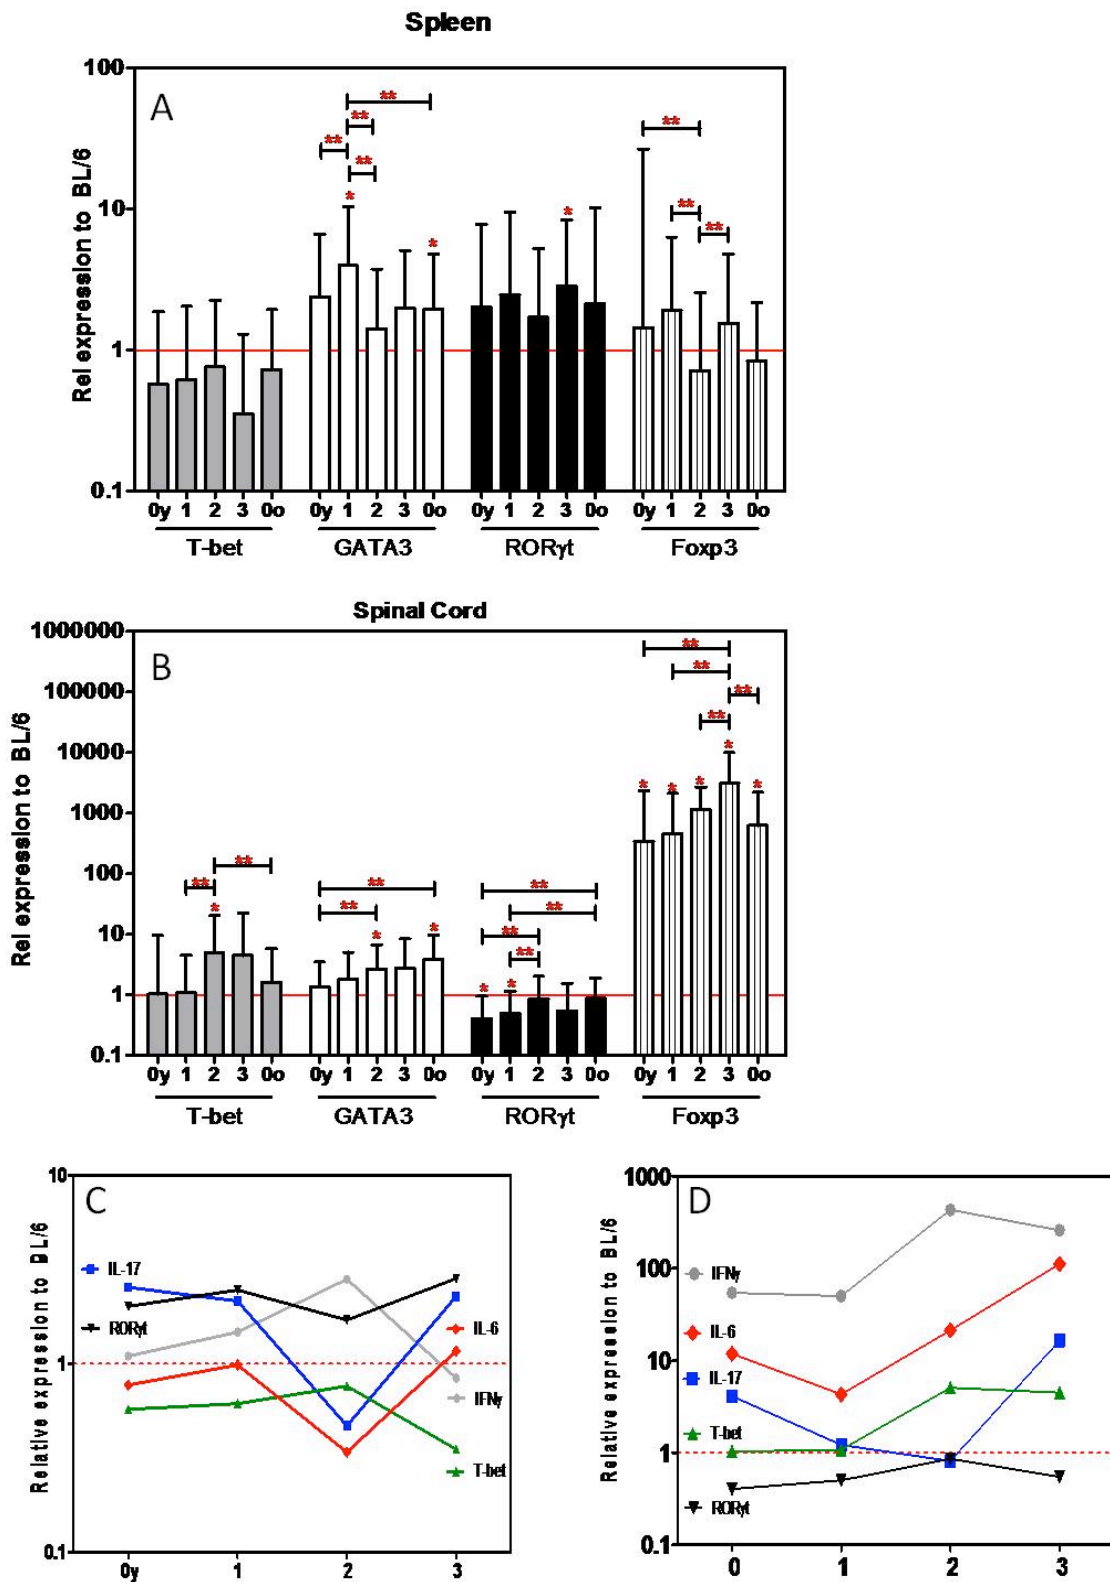 Spleen
A
Rel expression to BL/6
100
10
1
0.1
** ** ** ** * * * ** ** **
0y 1 2 3 0o 0y 1 2 3 0o 0y 1 2 3 0o 0y 1 2 3 0o
T-bet GATA3 RORγt Foxp3
Spinal Cord
B
Rel expression to BL/6
1000000
100000
10000
1000
100
10
1
0.1
** ** ** ** * * * * *
** ** * ** ** * * ** ** ** ** * *
0y 1 2 3 0o 0y 1 2 3 0o 0y 1 2 3 0o 0y 1 2 3 0o
T-bet GATA3 RORγt Foxp3
C
Relative expression to BL/6
10
1
0.1
IL-17
RORγt
IL-6
IFNγ
T-bet
0y 1 2 3
D
Relative expression to BL/6
1000
100
10
1
0.1
IFNγ
IL-6
IL-17
T-bet
RORγt
0 1 2 3